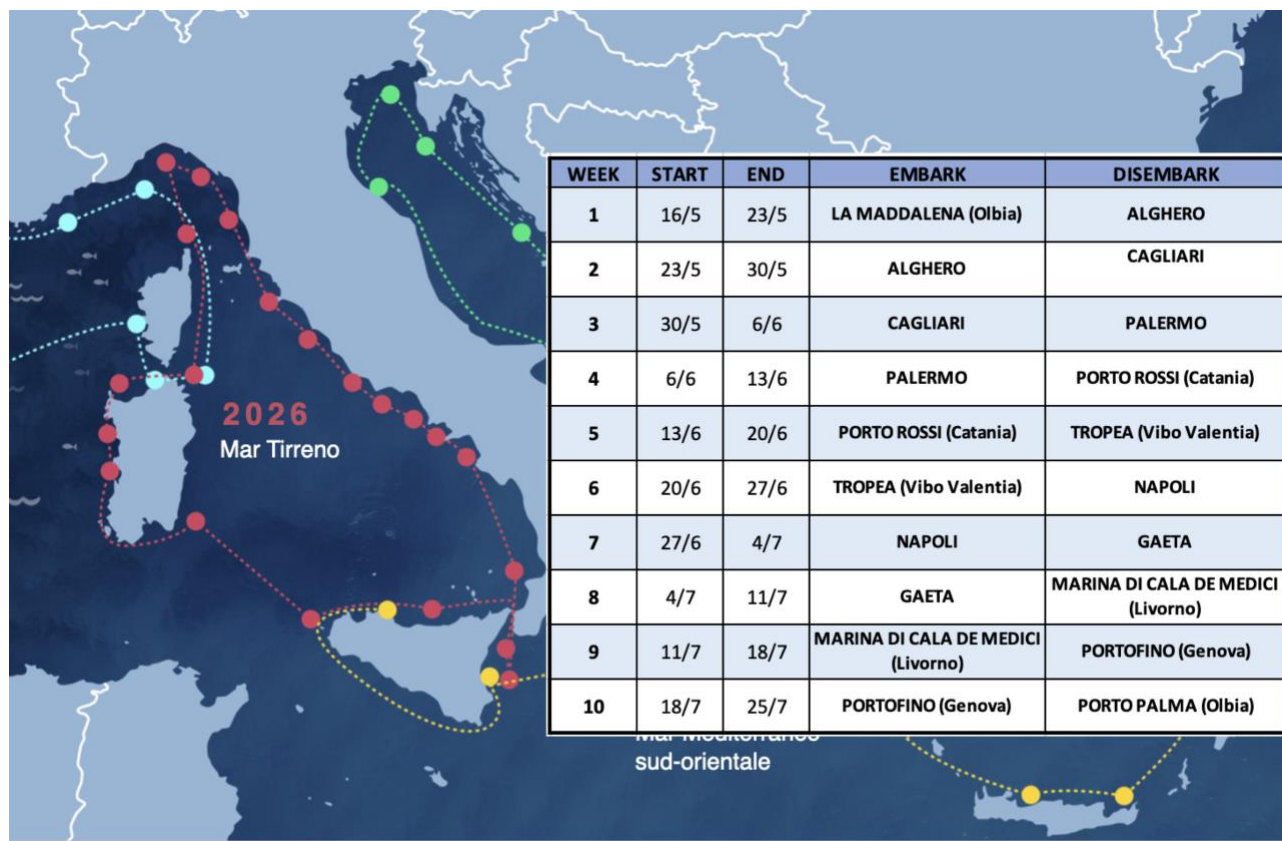 WEEK START END EMBARK DISEMBARK
1 16/5 23/5 LA MADDALENA (Olbia) ALGHERO
2 23/5 30/5 ALGHERO CAGLIARI
3 30/5 6/6 CAGLIARI PALERMO
4 6/6 13/6 PALERMO PORTO ROSSI (Catania)
5 13/6 20/6 PORTO ROSSI (Catania) TROPEA (Vibo Valentia)
6 20/6 27/6 TROPEA (Vibo Valentia) NAPOLI
7 27/6 4/7 NAPOLI GAETA
8 4/7 11/7 GAETA MARINA DI CALA DE MEDICI
(Livorno)
9 11/7 18/7 MARINA DI CALA DE MEDICI
(Livorno) PORTOFINO (Genova)
10 18/7 25/7 PORTOFINO (Genova) PORTO PALMA (Olbia)
2026
Mar Tirreno
Mar Mediterraneo
sud-orientale